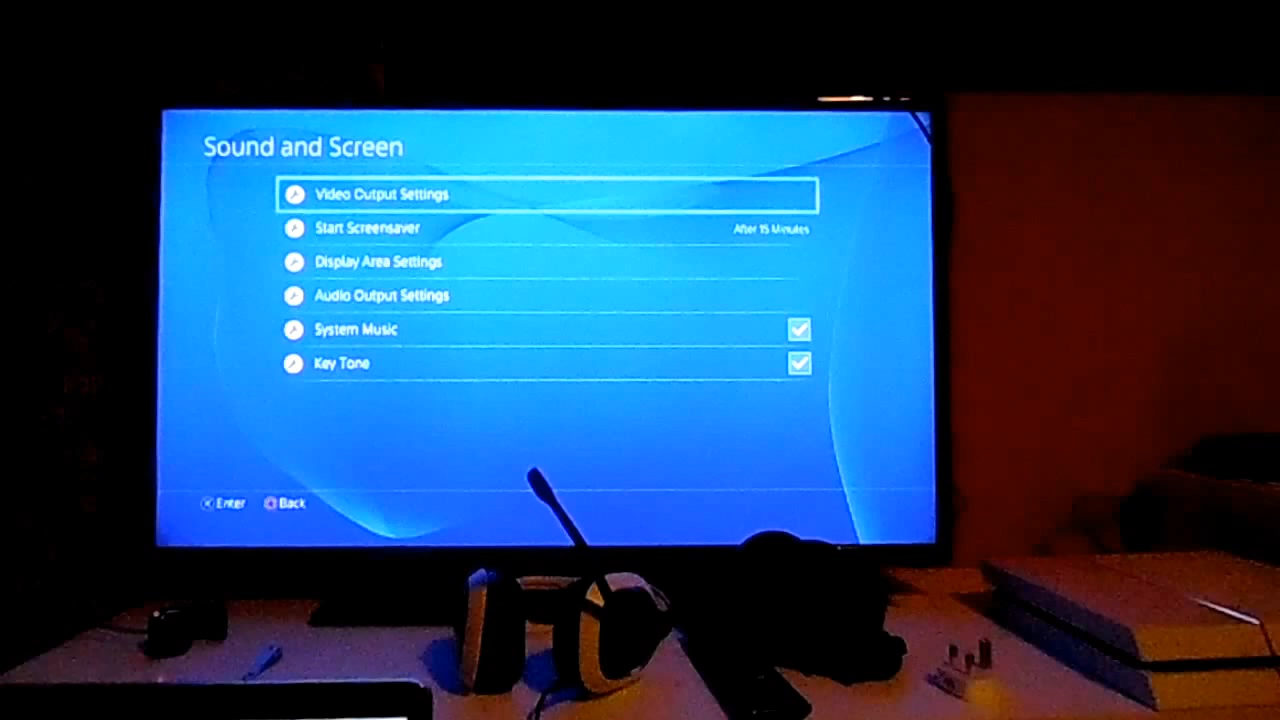 Sound and Screen
Video Output Settings
Start Screensaver After 15 Minutes
Display Area Settings
Audio Output Settings
System Music
Key Tone
Enter Back